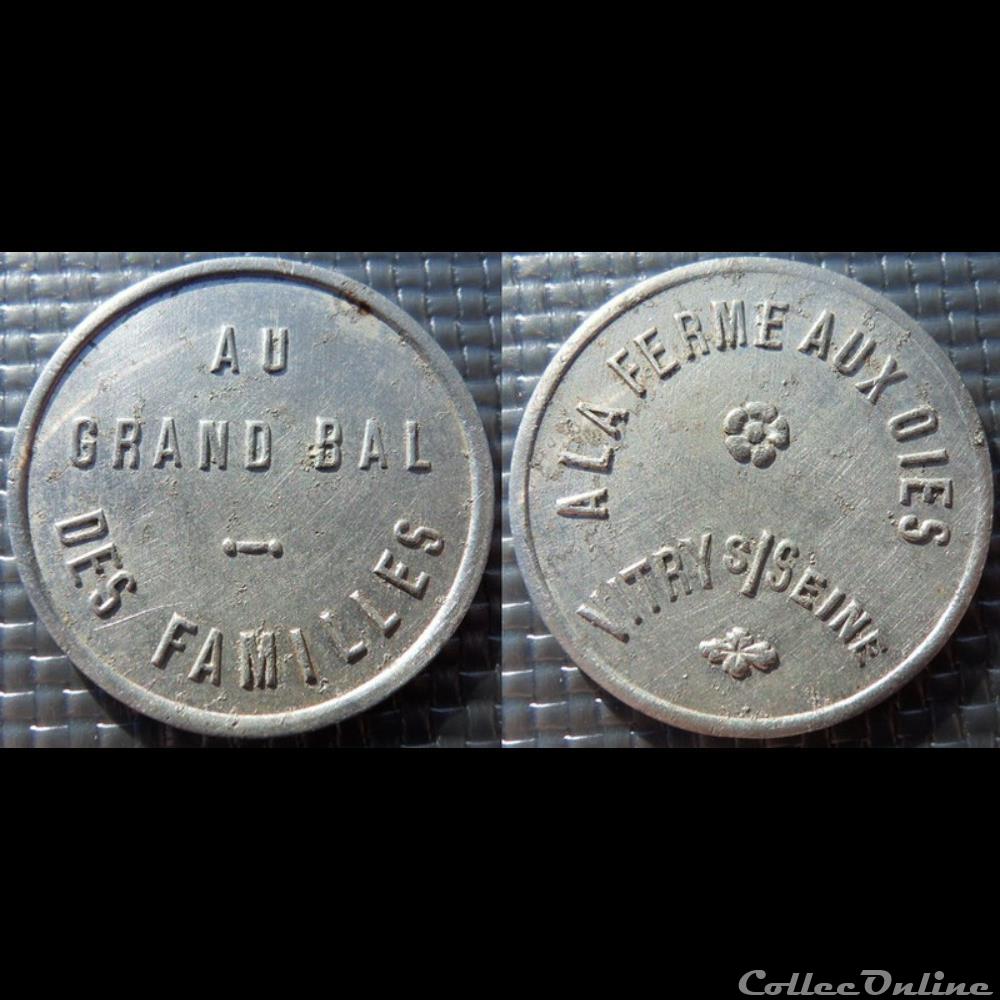 AU
GRAND BAL
DES FAMILLES
A LA FERME AUX OIES
VITRY S/SEINE
CollecOnline